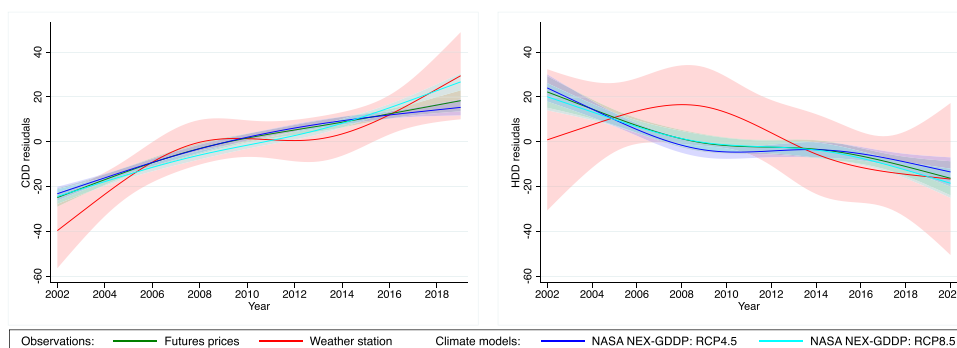 CDD residuals
40
20
0
-20
-40
-60
2002 2004 2006 2008 2010 2012 2014 2016 2018
Year
HDD residuals
40
20
0
-20
-40
-60
2002 2004 2006 2008 2010 2012 2014 2016 2018 202
Year
Observations: Futures prices Weather station Climate models: NASA NEX-GDDP: RCP4.5 NASA NEX-GDDP: RCP8.5